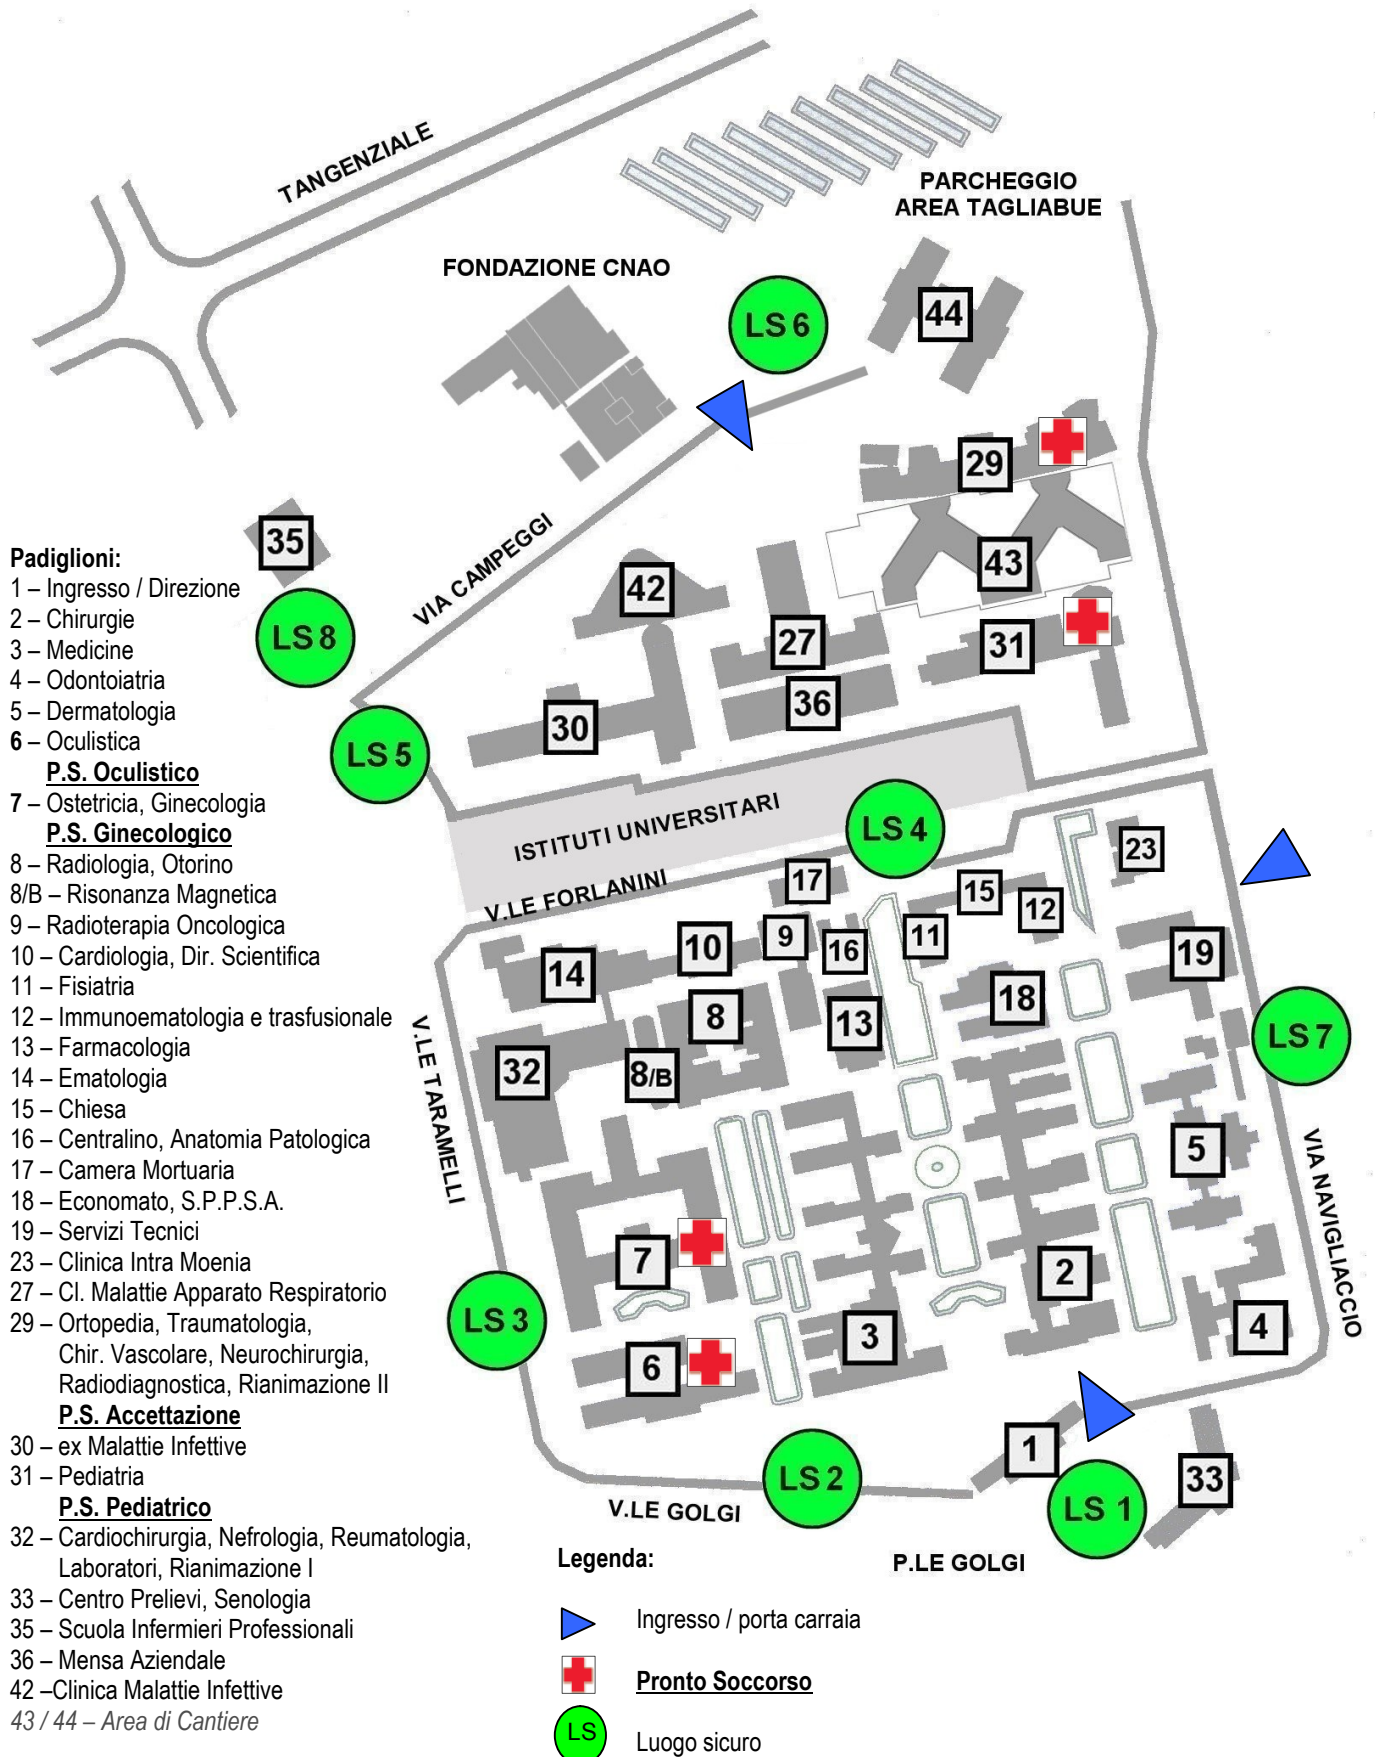 TANGENZIALE
PARCHEGGIO
AREA TAGLIABUE
FONDAZIONE CNAO
LS 6
44
29
35
VIA CAMPEGGI
43
42
LS 8
27
31
36
30
LS 5
ISTITUTI UNIVERSITARI
LS 4
23
V.LE FORLANINI
17
15
12
11
9
10
16
14
19
18
8
13
LS 7
V.LE TARAMELLI
32
8/B
5
VIA NAVIGLIACCIO
7
2
LS 3
4
3
6
1
LS 2
33
LS 1
V.LE GOLGI
P.LE GOLGI
Padiglioni:
1 – Ingresso / Direzione
2 – Chirurgie
3 – Medicine
4 – Odontoiatria
5 – Dermatologia
6 – Oculistica
P.S. Oculistico
7 – Ostetricia, Ginecologia
P.S. Ginecologico
8 – Radiologia, Otorino
8/B – Risonanza Magnetica
9 – Radioterapia Oncologica
10 – Cardiologia, Dir. Scientifica
11 – Fisiatria
12 – Immunoematologia e trasfusionale
13 – Farmacologia
14 – Ematologia
15 – Chiesa
16 – Centralino, Anatomia Patologica
17 – Camera Mortuaria
18 – Economato, S.P.P.S.A.
19 – Servizi Tecnici
23 – Clinica Intra Moenia
27 – Cl. Malattie Apparato Respiratorio
29 – Ortopedia, Traumatologia,
Chir. Vascolare, Neurochirurgia,
Radiodiagnostica, Rianimazione II
P.S. Accettazione
30 – ex Malattie Infettive
31 – Pediatria
P.S. Pediatrico
32 – Cardiochirurgia, Nefrologia, Reumatologia,
Laboratori, Rianimazione I
33 – Centro Prelievi, Senologia
35 – Scuola Infermieri Professionali
36 – Mensa Aziendale
42 –Clinica Malattie Infettive
43 / 44 – Area di Cantiere
Legenda:
Ingresso / porta carraia
Pronto Soccorso
LS
Luogo sicuro